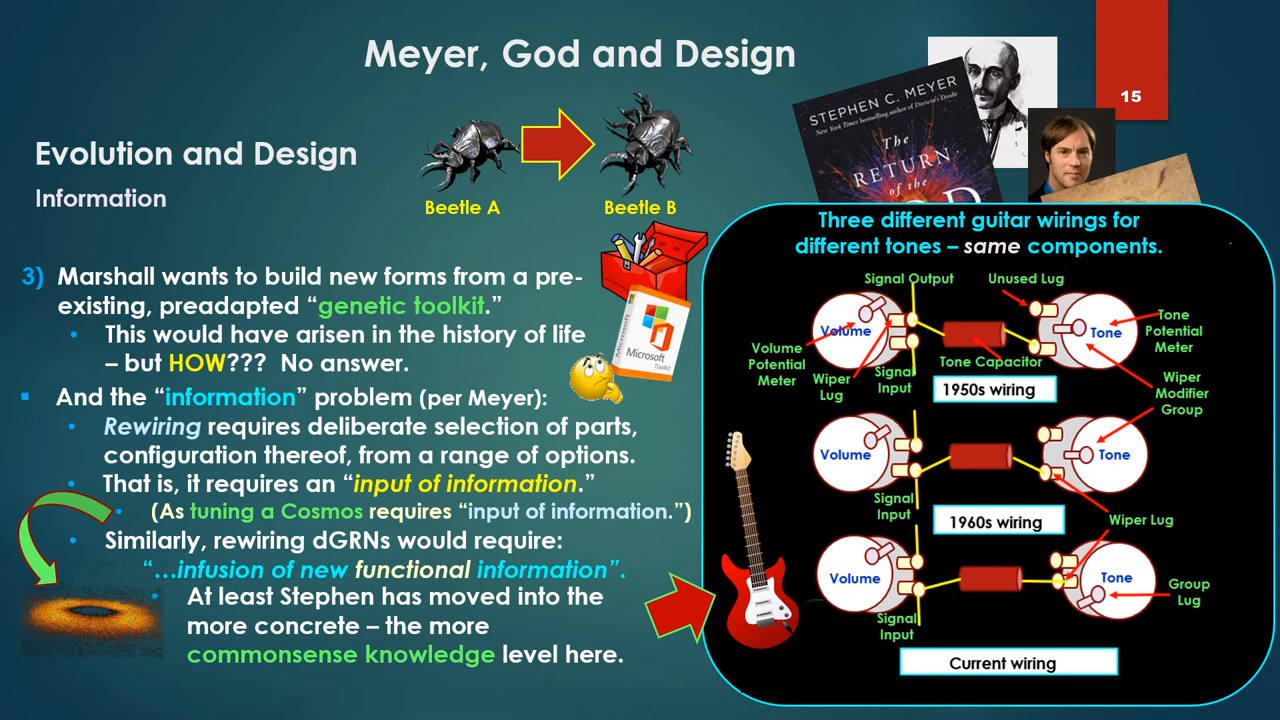 Meyer, God and Design
15
STEPHEN C. MEYER
New York Times bestselling author of Darwin's Doubt
The
RETURN
of the
Evolution and Design
Information
Beetle A
Beetle B
3) Marshall wants to build new forms from a pre-
existing, preadapted “genetic toolkit.”
• This would have arisen in the history of life
– but HOW??? No answer.
Microsoft
Microsoft
Toolkit
▪ And the “information” problem (per Meyer):
• Rewiring requires deliberate selection of parts,
configuration thereof, from a range of options.
• That is, it requires an “input of information.”
• (As tuning a Cosmos requires “input of information.”)
• Similarly, rewiring dGRNs would require:
“…infusion of new functional information”.
• At least Stephen has moved into the
more concrete – the more
commonsense knowledge level here.
Three different guitar wirings for
different tones – same components.
Signal Output
Unused Lug
Volume
Tone
Tone
Potential
Meter
Volume
Potential
Meter
Wiper
Lug
Signal
Input
Tone Capacitor
1950s wiring
Wiper
Modifier
Group
Volume
Tone
Signal
Input
1960s wiring
Wiper Lug
Volume
Tone
Group
Lug
Signal
Input
Current wiring